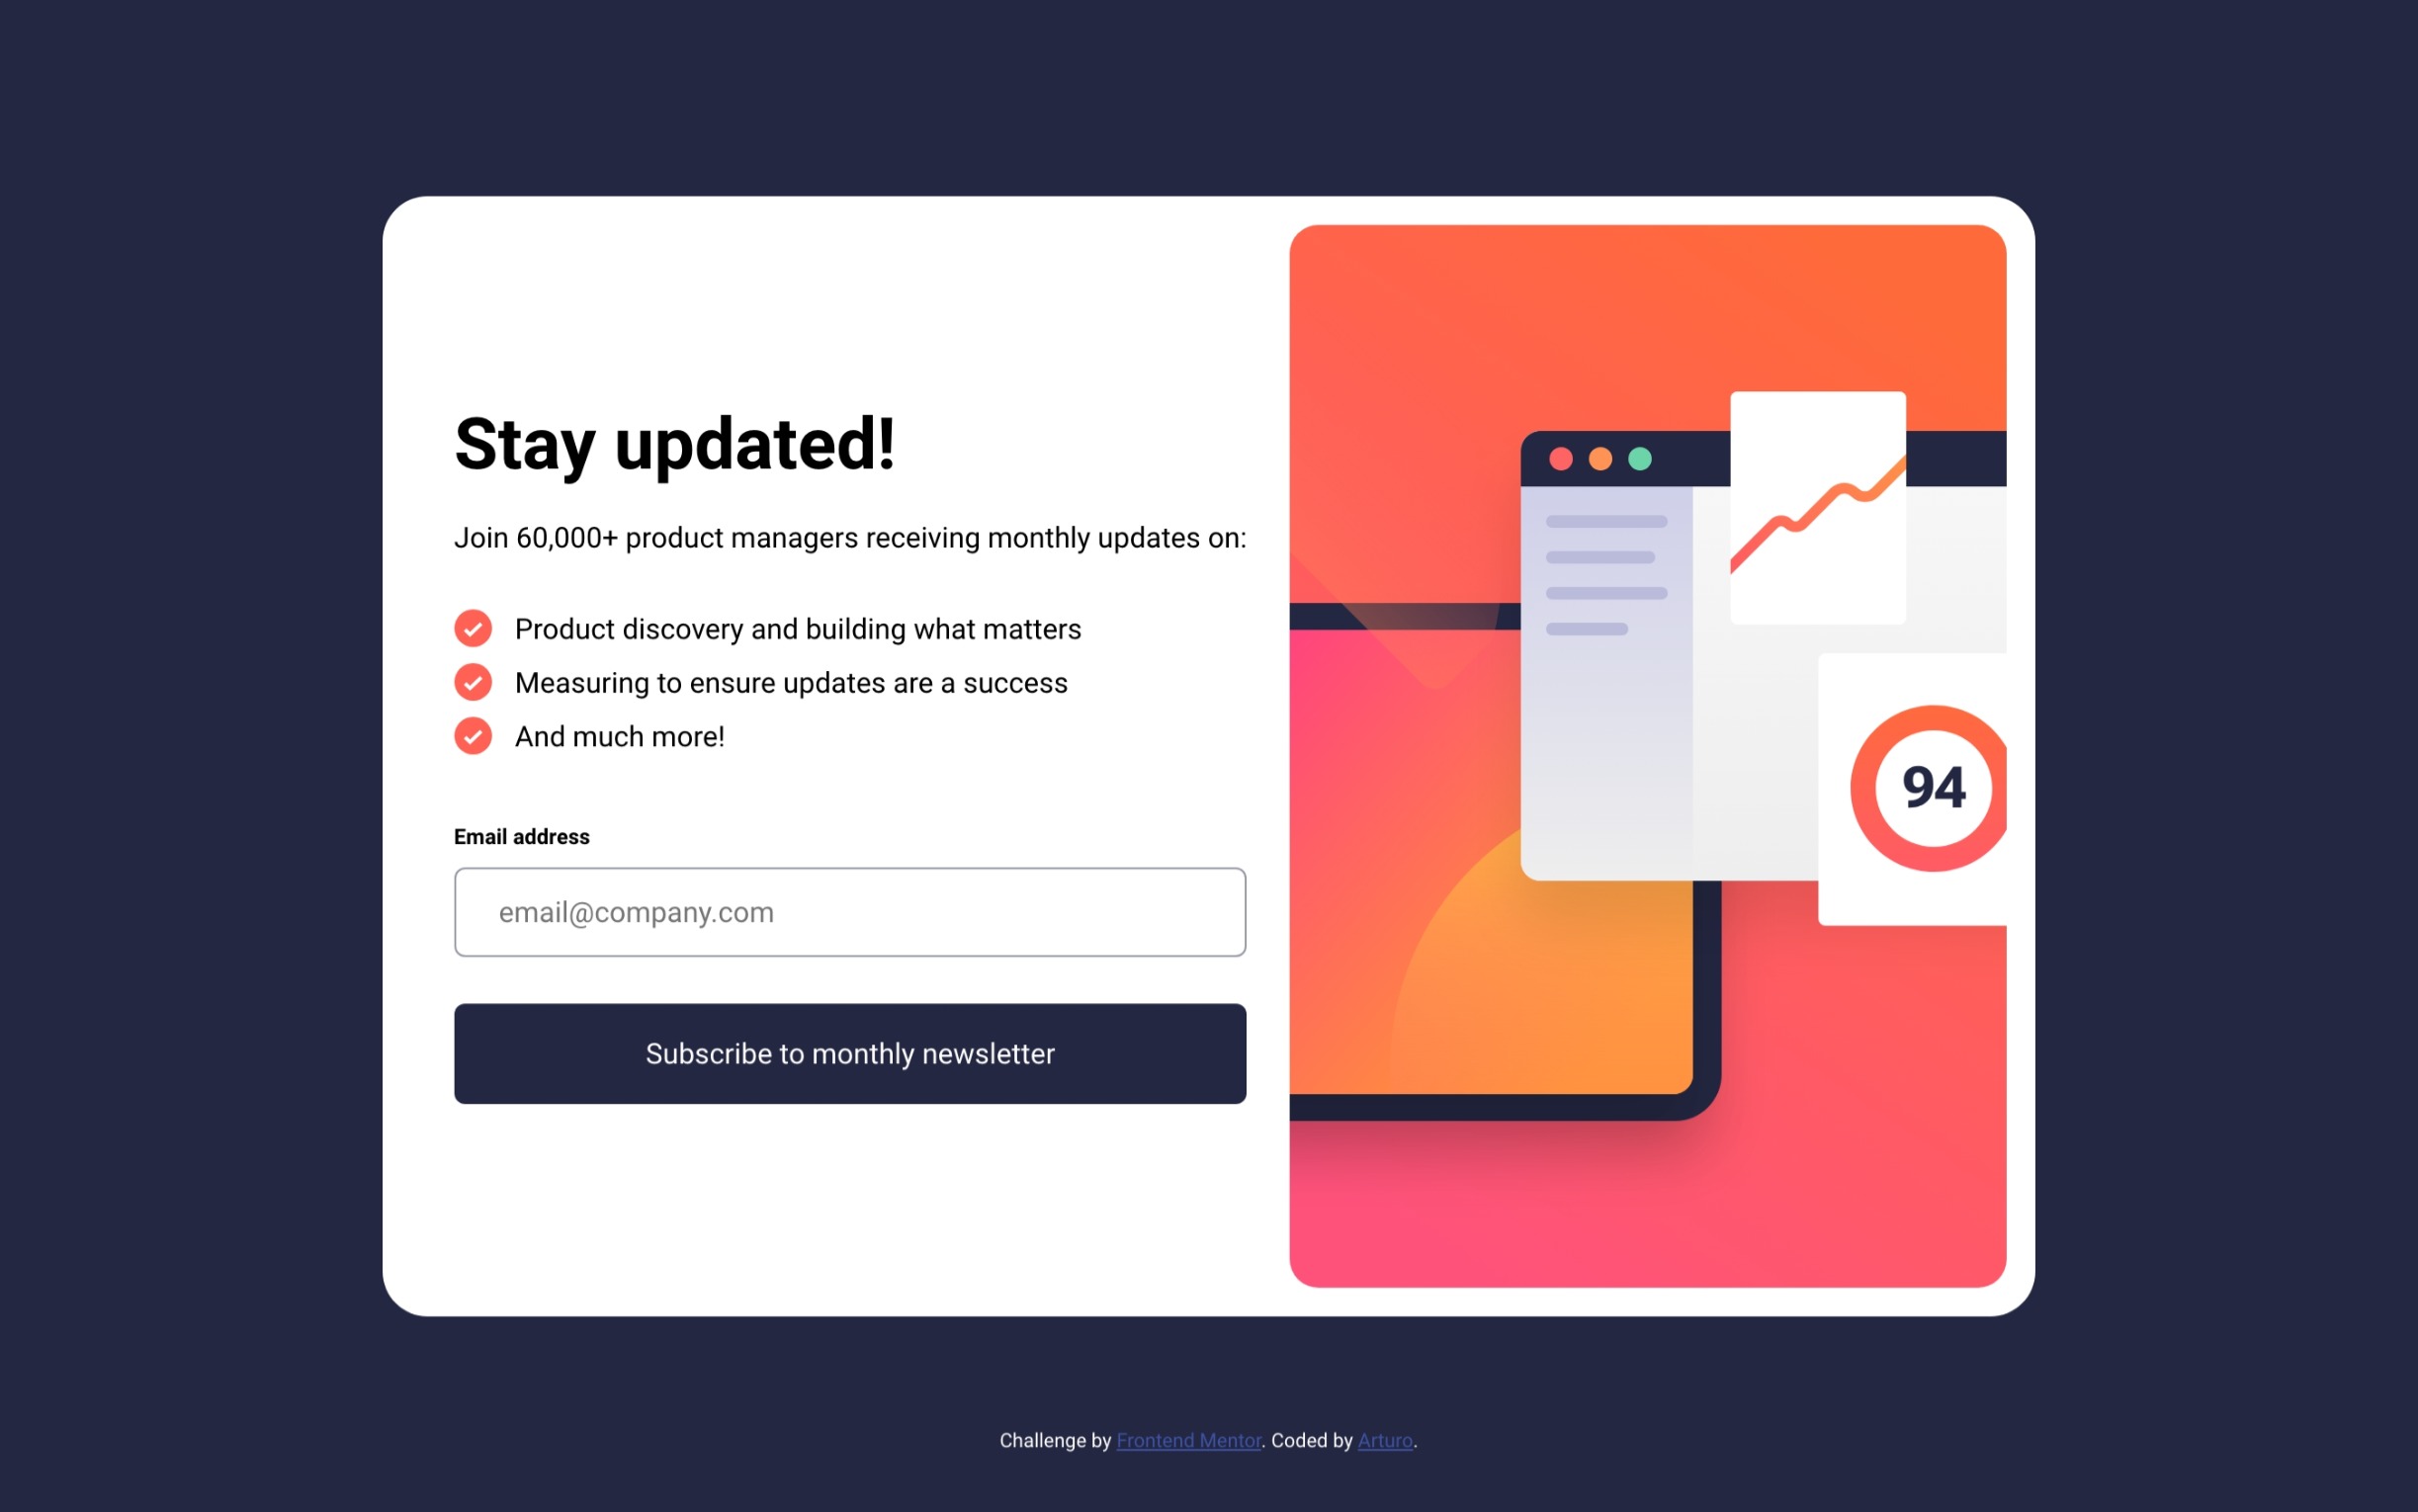 Stay updated!
Join 60,000+ product managers receiving monthly updates on:
Product discovery and building what matters
Measuring to ensure updates are a success
And much more!
Email address
email@company.com
Subscribe to monthly newsletter
94
Challenge by Frontend Mentor. Coded by Arturo.